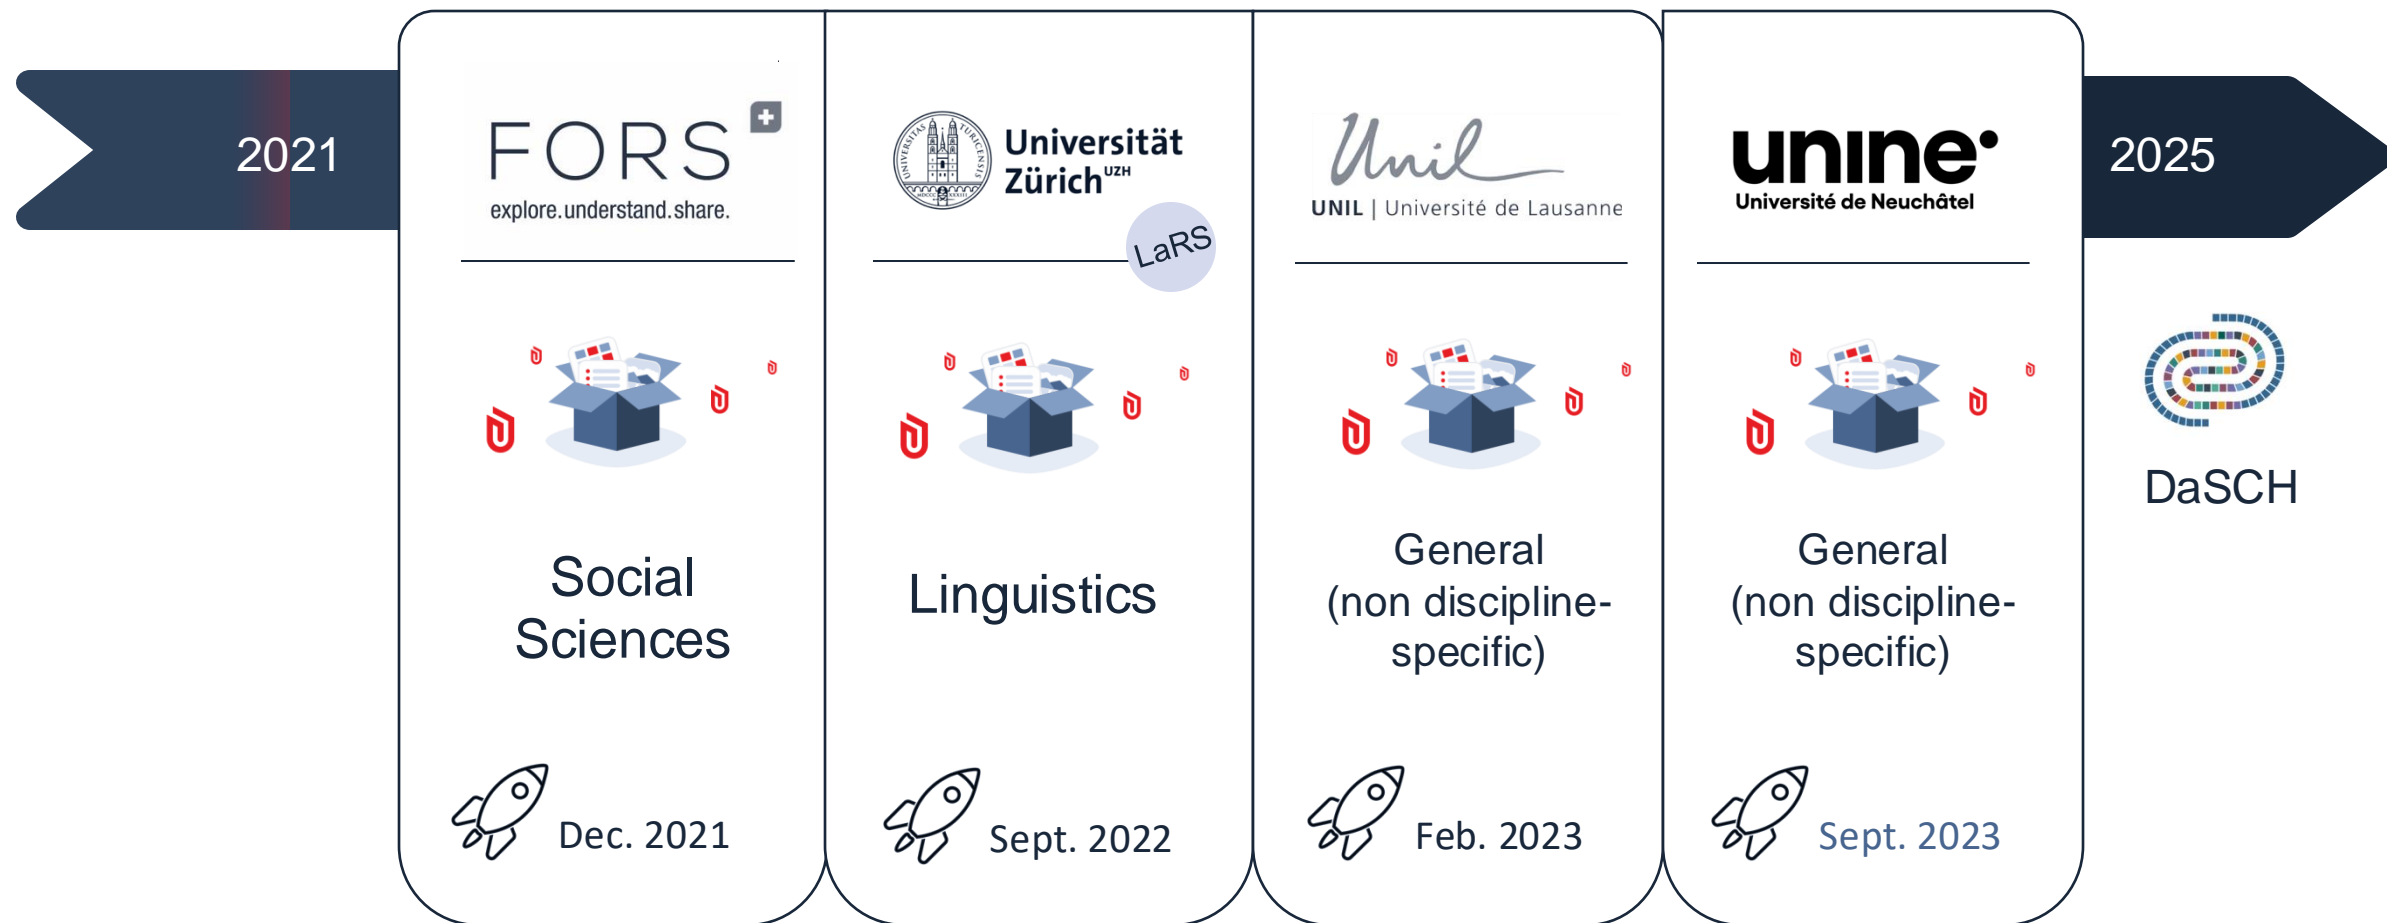 2021
FORS
explore.understand.share.
Social
Sciences
Dec. 2021
Universität
Zürich UZH
LaRS
Linguistics
Sept. 2022
Unil
UNIL | Université de Lausanne
General
(non discipline-
specific)
Feb. 2023
unine
Université de Neuchâtel
General
(non discipline-
specific)
Sept. 2023
2025
DaSCH